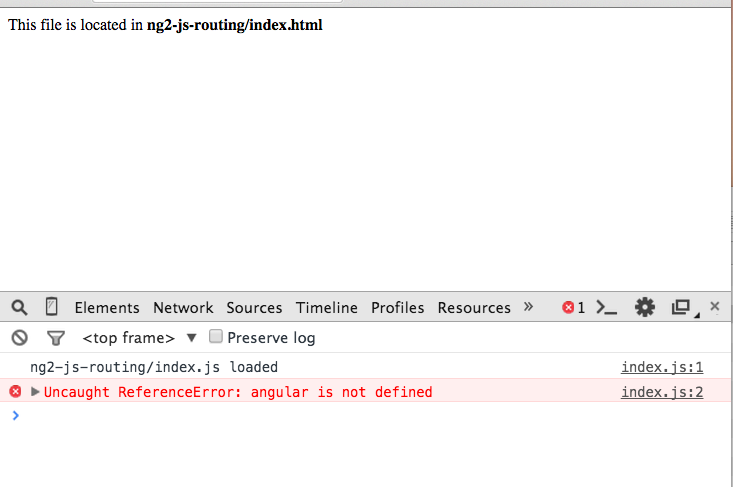 This file is located in ng2-js-routing/index.html
Elements Network Sources Timeline Profiles Resources » 1
<top frame> ▼ Preserve log
ng2-js-routing/index.js loaded index.js:1
Uncaught ReferenceError: angular is not defined index.js:2